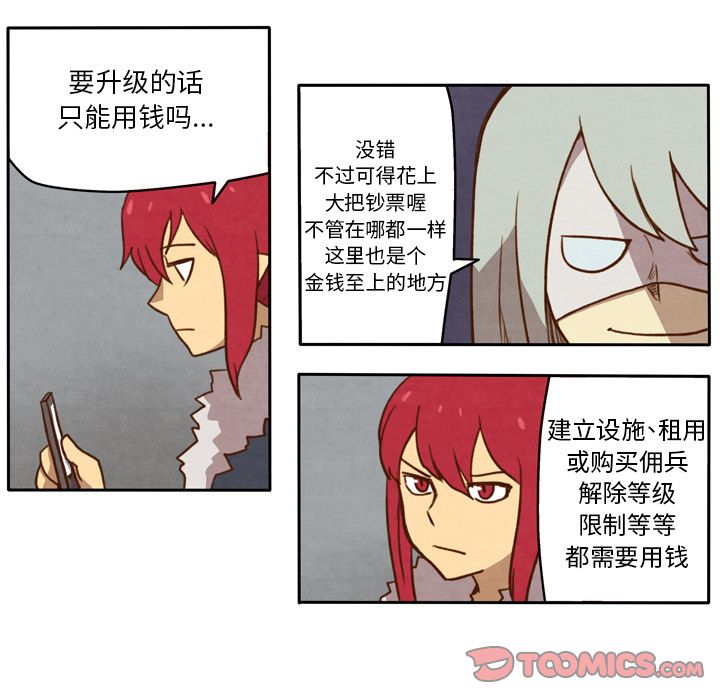 要升级的话
只能用钱吗...
没错
不过可得花上
大把钞票喔
不管在哪都一样
这里也是个
金钱至上的地方
建立设施、租用
或购买佣兵
解除等级
限制等等
都需要用钱
TOOMICS.COM